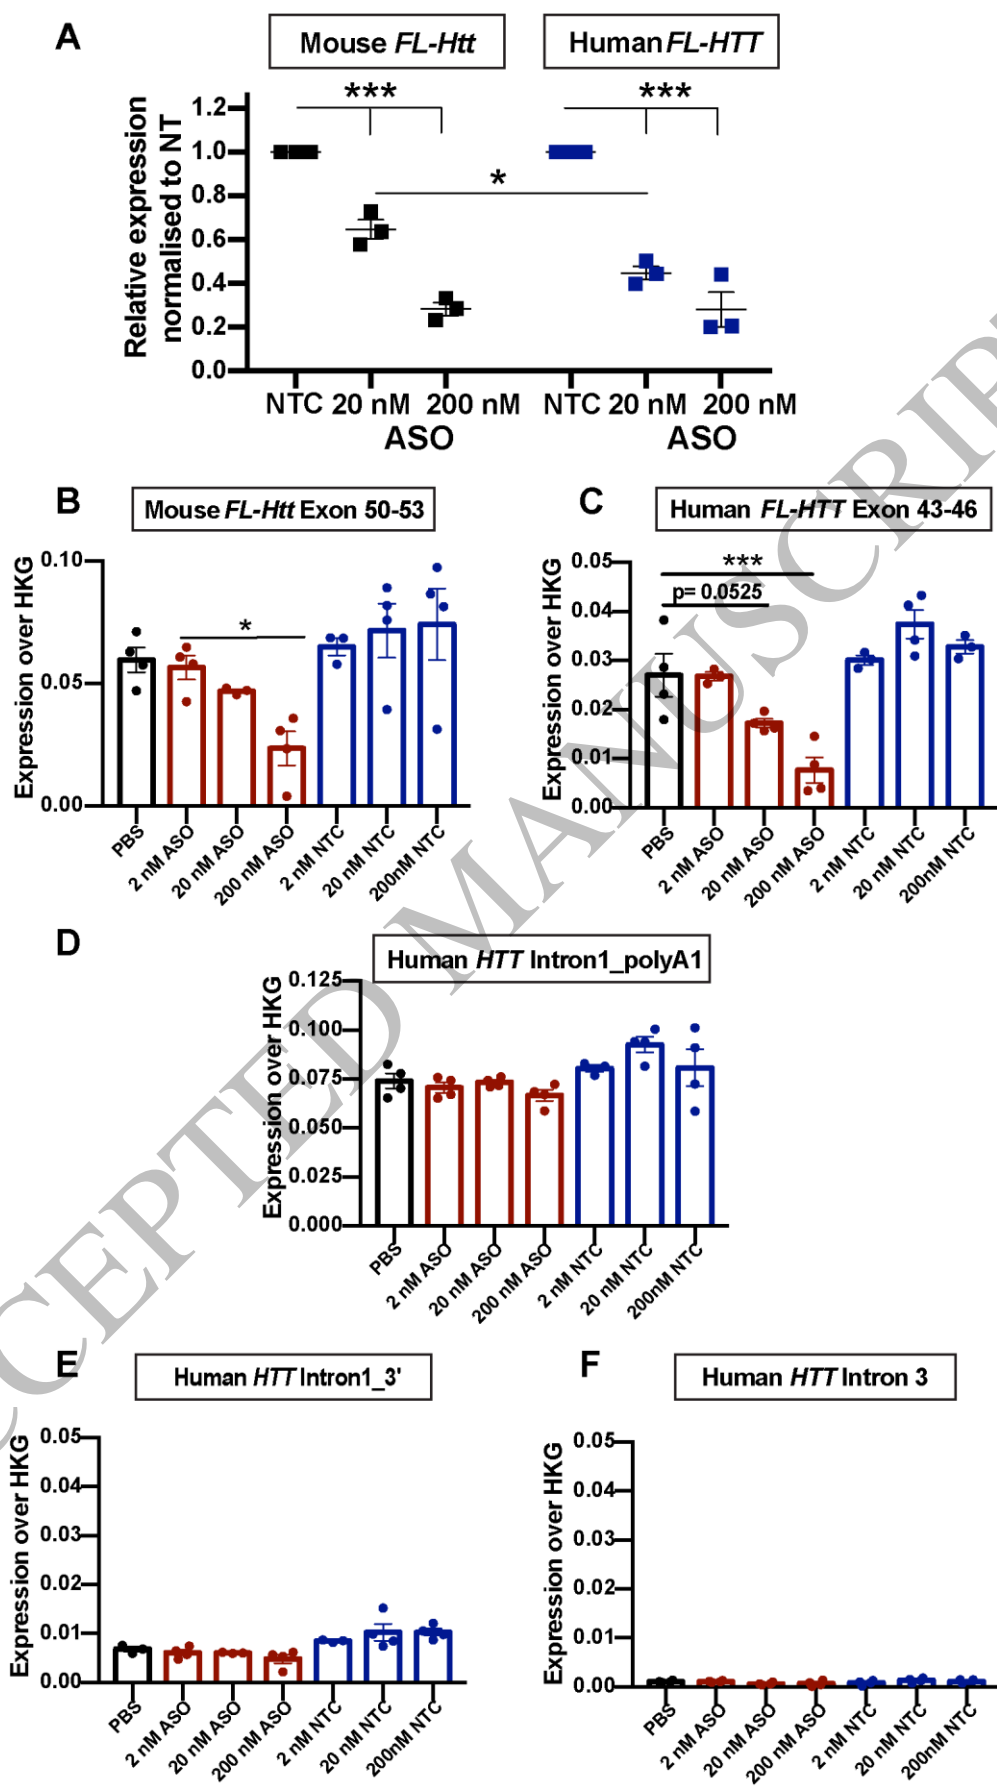 A
Mouse FL-Htt
Human FL-HTT
Relative expression
normalised to NT
1.2
1.0
0.8
0.6
0.4
0.2
0.0
***
***
*
NTC 20 nM 200 nM NTC 20 nM 200 nM
ASO ASO
B
Mouse FL-Htt Exon 50-53
Expression over HKG
0.10
0.05
0.00
*
PBS
2 nM ASO
20 nM ASO
200 nM ASO
2 nM NTC
20 nM NTC
200nM NTC
C
Human FL-HTT Exon 43-46
Expression over HKG
0.05
0.04
0.03
0.02
0.01
0.00
***
p= 0.0525
PBS
2 nM ASO
20 nM ASO
200 nM ASO
2 nM NTC
20 nM NTC
200nM NTC
D
Human HTT Intron1_polyA1
Expression over HKG
0.125
0.100
0.075
0.050
0.025
0.000
PBS
2 nM ASO
20 nM ASO
200 nM ASO
2 nM NTC
20 nM NTC
200nM NTC
E
Human HTT Intron1_3'
Expression over HKG
0.05
0.04
0.03
0.02
0.01
0.00
PBS
2 nM ASO
20 nM ASO
200 nM ASO
2 nM NTC
20 nM NTC
200nM NTC
F
Human HTT Intron 3
Expression over HKG
0.05
0.04
0.03
0.02
0.01
0.00
PBS
2 nM ASO
20 nM ASO
200 nM ASO
2 nM NTC
20 nM NTC
200nM NTC
CCEPTED MANUSCRIP